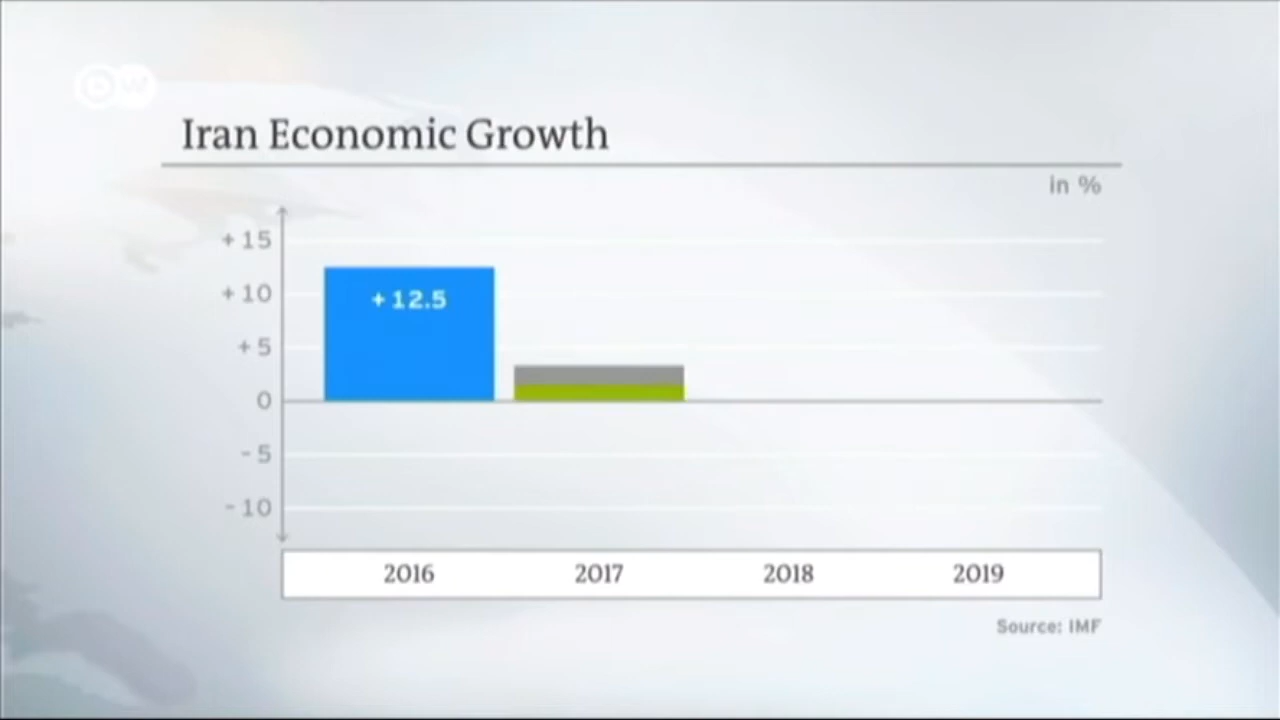 DW
Iran Economic Growth
in %
+ 15
+ 10
+ 12.5
+ 5
0
- 5
- 10
2016 2017 2018 2019
Source: IMF